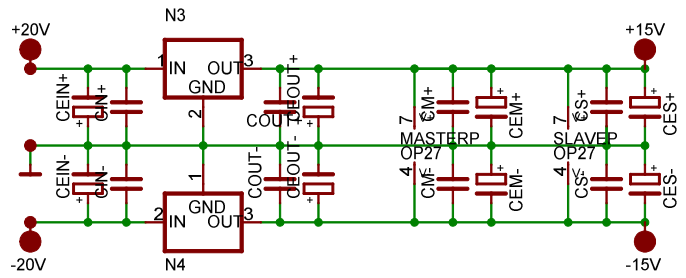 N3
+20V
+15V
1
IN
OUT
3
GND
2
CEIN+
CIN+
COUT+
CEOUT+
7
V+
CM+
CEM+
7
V+
CS+
CES+
MASTERP
OP27
SLAVEP
OP27
CEIN-
CIN-
1
COUT-
CEOUT-
4
V-
CM-
CEM-
4
V-
CS-
CES-
GND
2
IN
OUT
3
-20V
N4
-15V